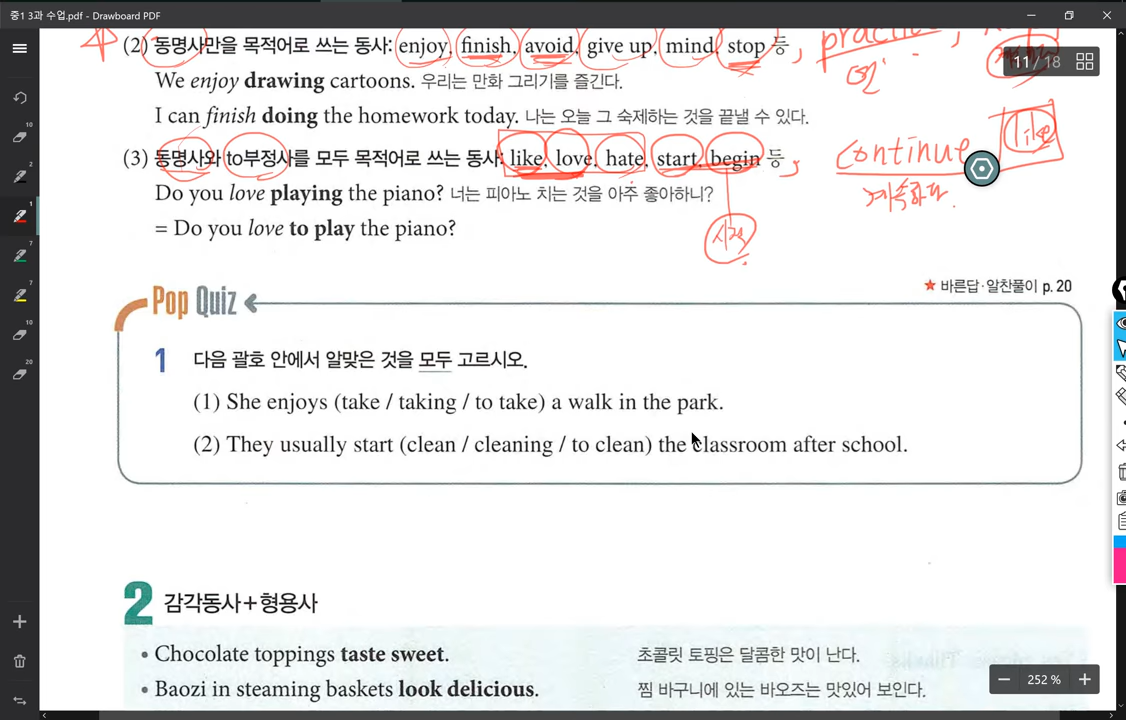 중1 3과 수업.pdf - Drawboard PDF
11 / 18
(2) 동명사만을 목적어로 쓰는 동사: enjoy, finish, avoid, give up, mind, stop 등,
We enjoy drawing cartoons. 우리는 만화 그리기를 즐긴다.
I can finish doing the homework today. 나는 오늘 그 숙제하는 것을 끝낼 수 있다.
(3) 동명사와 to부정사를 모두 목적어로 쓰는 동사: like, love, hate, start, begin 등, continue like
계속하다.
Do you love playing the piano? 너는 피아노 치는 것을 아주 좋아하니?
= Do you love to play the piano?
시작
★ 바른답·알찬풀이 p. 20
Pop Quiz
1 다음 괄호 안에서 알맞은 것을 모두 고르시오.
(1) She enjoys (take / taking / to take) a walk in the park.
(2) They usually start (clean / cleaning / to clean) the classroom after school.
2 감각동사+형용사
• Chocolate toppings taste sweet. 초콜릿 토핑은 달콤한 맛이 난다.
• Baozi in steaming baskets look delicious. 찜 바구니에 있는 바오즈는 맛있어 보인다.
252 %
10
2
1
7
7
10
20